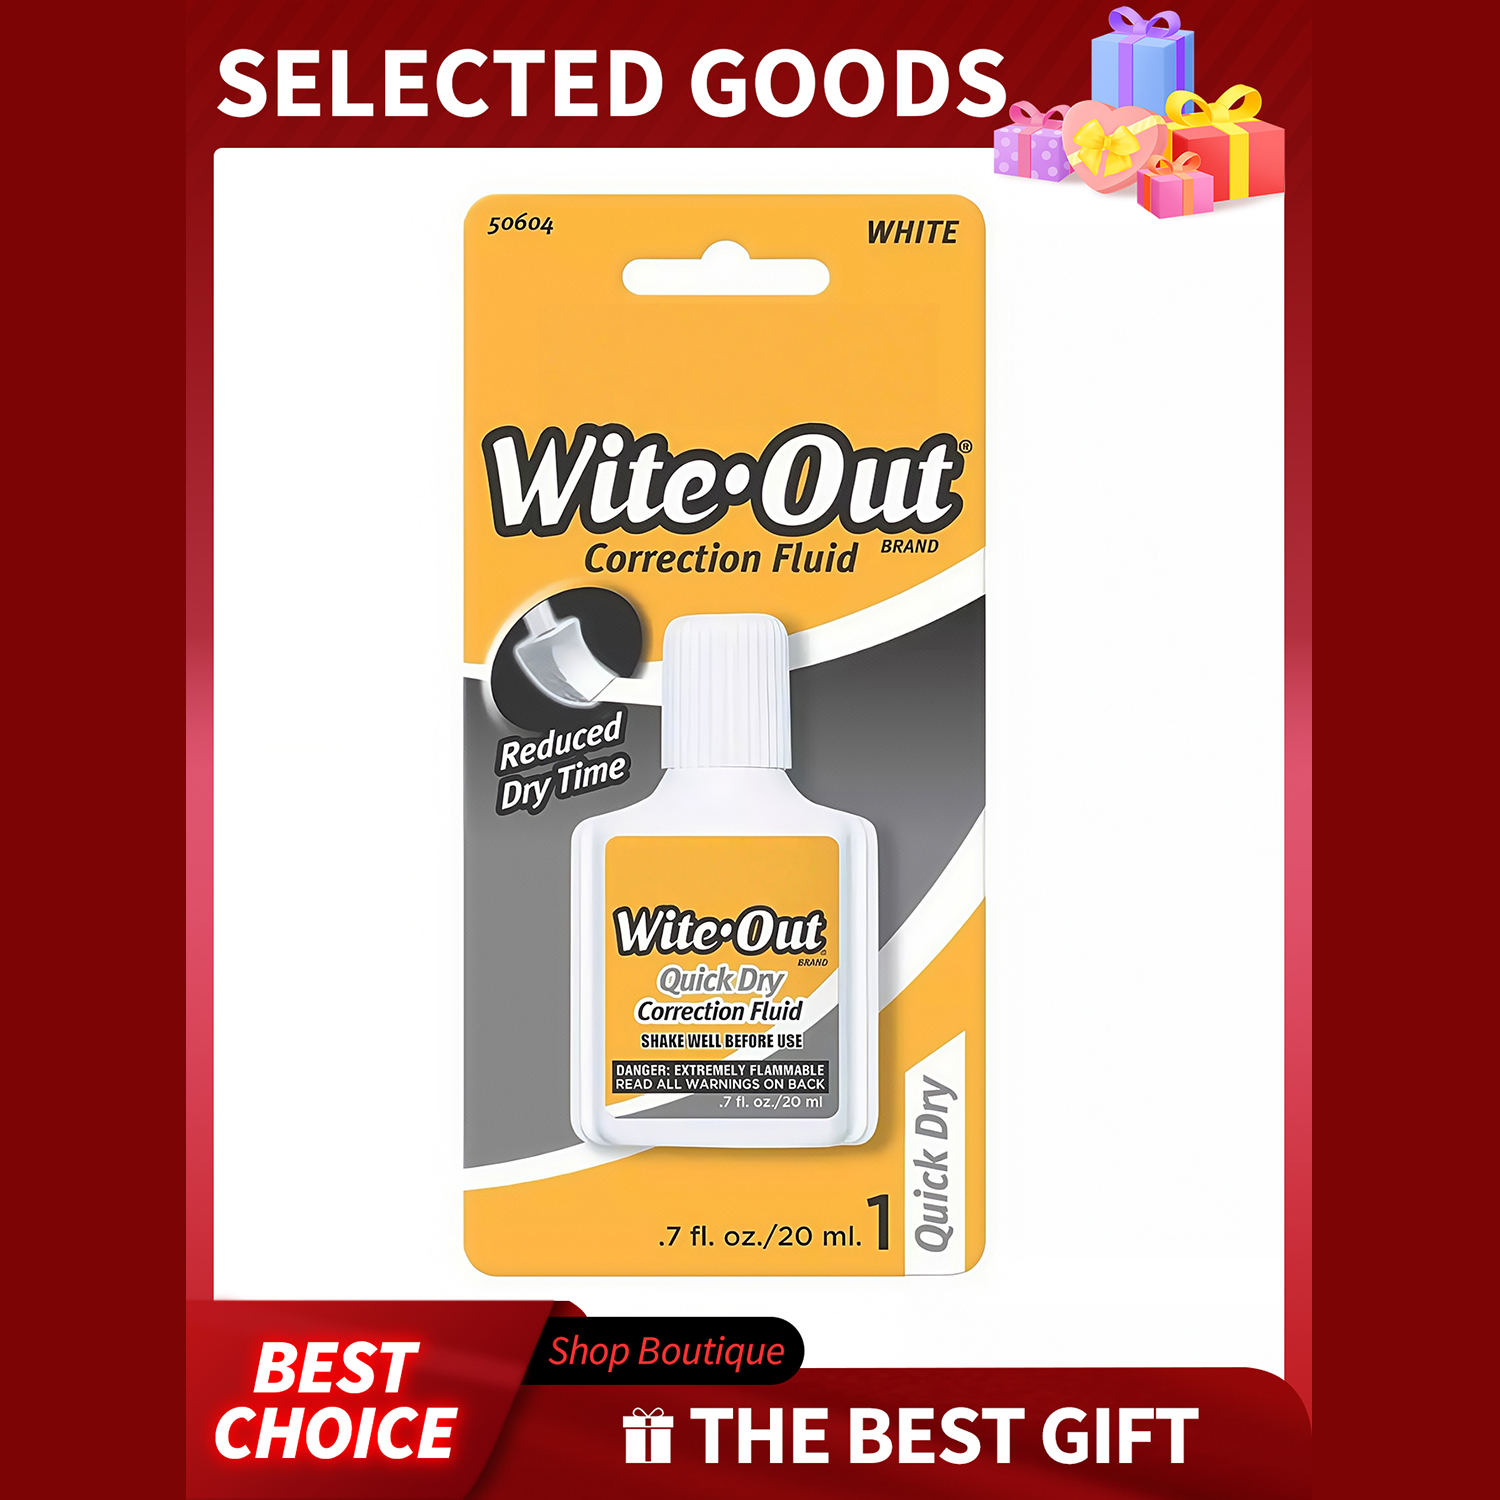 SELECTED GOODS
50604
WHITE
Wite•Out®
BRAND
Correction Fluid
Reduced
Dry Time
Wite•Out
BRAND
Quick Dry
Correction Fluid
SHAKE WELL BEFORE USE
DANGER: EXTREMELY FLAMMABLE
READ ALL WARNINGS ON BACK
.7 fl. oz./20 ml
Quick Dry
.7 fl. oz./20 ml. 1
BEST
CHOICE
Shop Boutique
THE BEST GIFT